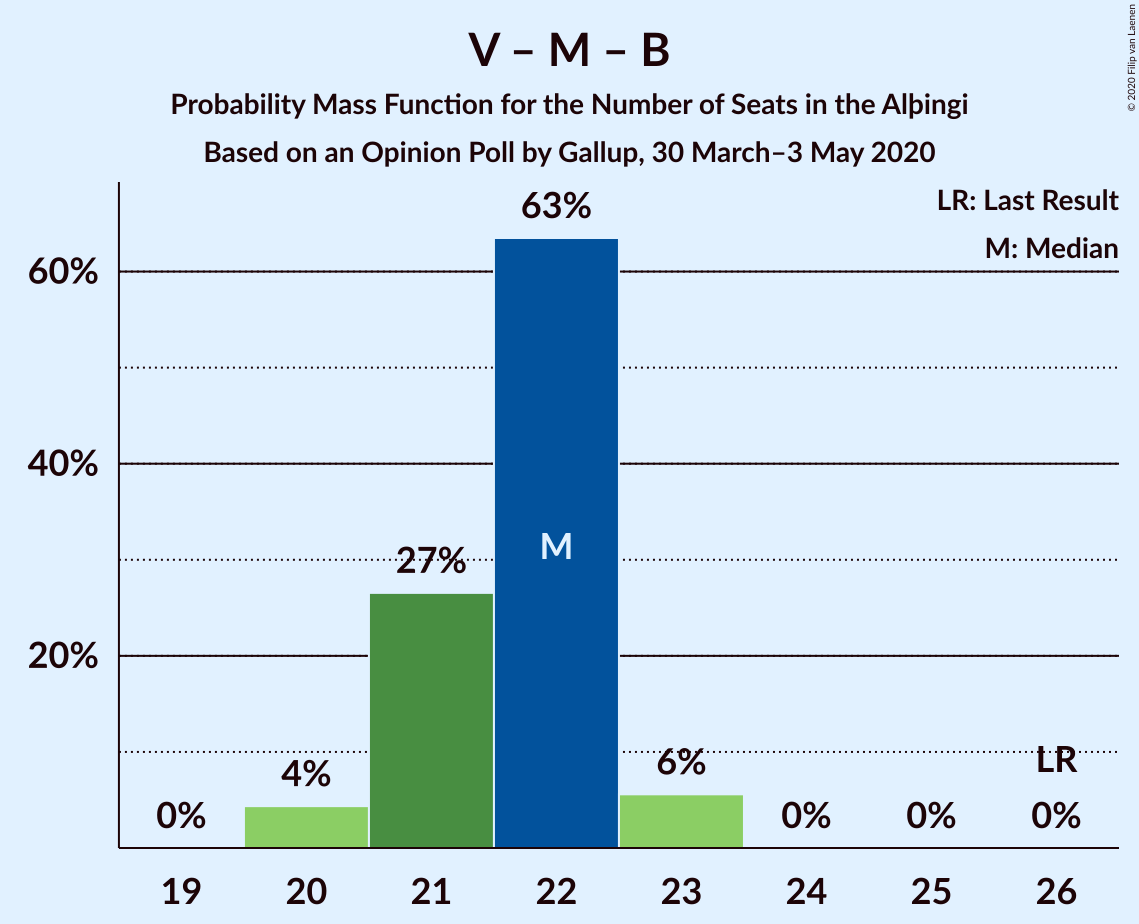 V – M – B
Probability Mass Function for the Number of Seats in the Alþingi
Based on an Opinion Poll by Gallup, 30 March–3 May 2020
© 2020 Filip van Laenen
LR: Last Result
M: Median
63%
60%
40%
M
27%
20%
6%
LR
4%
0%
0%
0%
0%
19 20 21 22 23 24 25 26